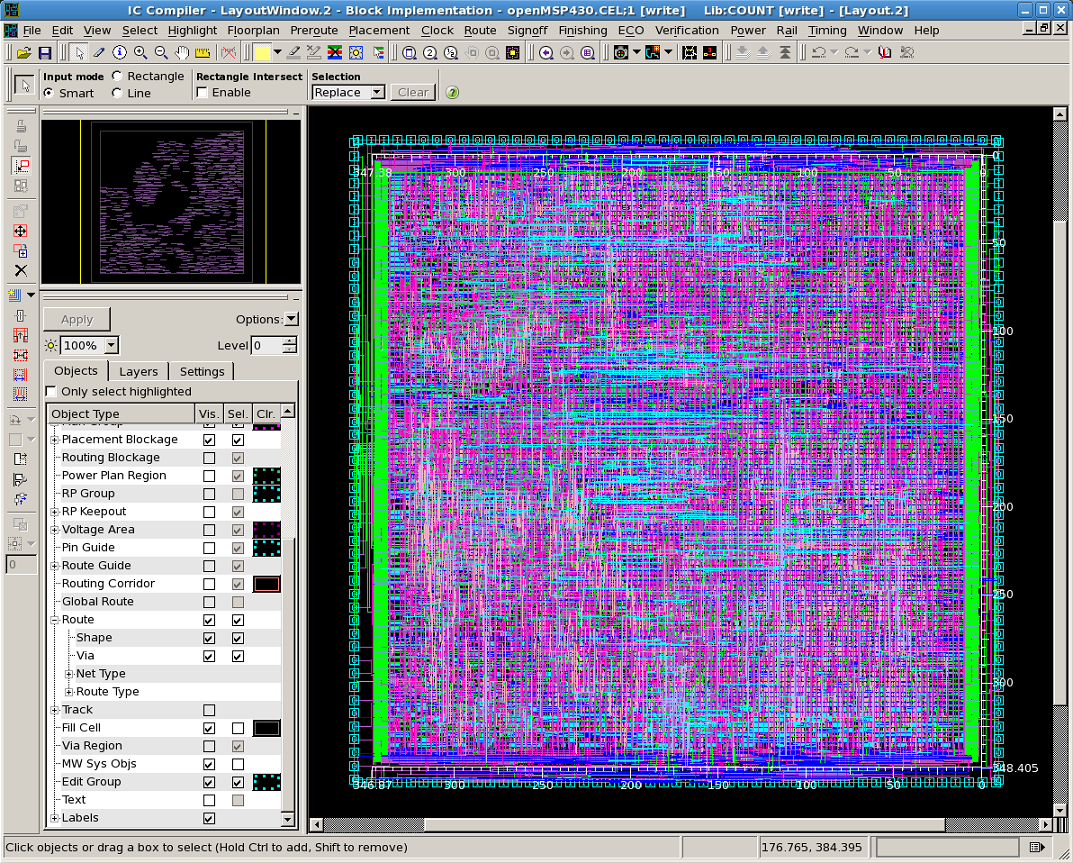 IC Compiler - LayoutWindow.2 - Block Implementation - openMSP430.CEL;1 [write]    Lib:COUNT [write] - [Layout.2]
File Edit View Select Highlight Floorplan Preroute Placement Clock Route Signoff Finishing ECO Verification Power Rail Timing Window Help
Input mode Rectangle Rectangle Intersect Selection
Smart Line Enable Replace Clear
Apply Options:
100% Level 0
Objects Layers Settings
Only select highlighted
Object Type Vis. Sel. Clr.
Plan Group
Placement Blockage
Routing Blockage
Power Plan Region
RP Group
RP Keepout
Voltage Area
Pin Guide
Route Guide
Routing Corridor
Global Route
Route
Shape
Via
Net Type
Route Type
Track
Fill Cell
Via Region
MW Sys Objs
Edit Group
Text
Labels
0
347.38 300 250 200 150 100 50 0
0
50
100
150
200
250
300
348.405
346.87 300 250 200 150 100 50 0
Click objects or drag a box to select (Hold Ctrl to add, Shift to remove)
176.765, 384.395